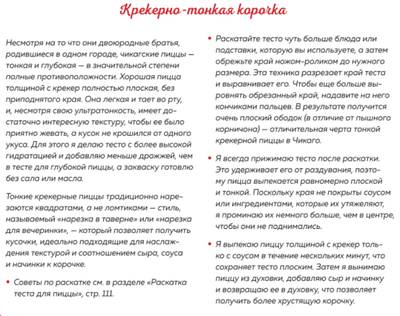 Крекерно-тонкая корочка
Несмотря на то что они двоюродные братья,
родившиеся в одном городе, чикагские пиццы —
тонкая и глубокая — в значительной степени
полные противоположности. Хорошая пицца
толщиной с крекер полностью плоская, без
приподнятого края. Она легкая и тает во рту,
и, несмотря свою ультратонкость, имеет до-
статочно интересную текстуру, чтобы ее было
приятно жевать, а кусок не крошился от одного
укуса. Для этого я делаю тесто с более высокой
гидратацией и добавляю меньше дрожжей, чем
в тесте для глубокой пиццы, а закваску готовлю
без сала или масла.
Тонкие крекерные пиццы традиционно наре-
заются квадратами, а не ломтиками — стиль,
называемый «нарезка в таверне» или «нарезка
для вечеринки», — который позволяет получить
кусочки, идеально подходящие для наслаж-
дения текстурой и соотношением сыра, соуса
и начинки к корочке.
• Советы по раскатке см. в разделе «Раскатка
теста для пиццы», стр. 111.
• Раскатайте тесто чуть больше блюда или
подставки, которую вы используете, а затем
обрежьте край ножом-роликом до нужного
размера. Эта техника разрезает край теста
и выравнивает его. Чтобы еще больше вы-
ровнять обрезанный край, надавите на него
кончиками пальцев. В результате получится
очень плоский ободок (в отличие от пышного
корничона) — отличительная черта тонкой
крекерной пиццы в Чикаго.
• Я всегда прижимаю тесто после раскатки.
Это удерживает его от раздувания, поэто-
му пицца выпекается равномерно плоской
и тонкой. Поскольку края не покрыты соусом
или ингредиентами, которые их утяжеляют,
я проминаю их немного больше, чем в центре,
чтобы они не поднимались.
• Я выпекаю пиццу толщиной с крекер толь-
ко с соусом в течение нескольких минут, что
сохраняет тесто плоским. Затем я вынимаю
пиццу из духовки, добавляю сыр и начинку
и возвращаю ее в духовку, что позволяет
получить более хрустящую корочку.